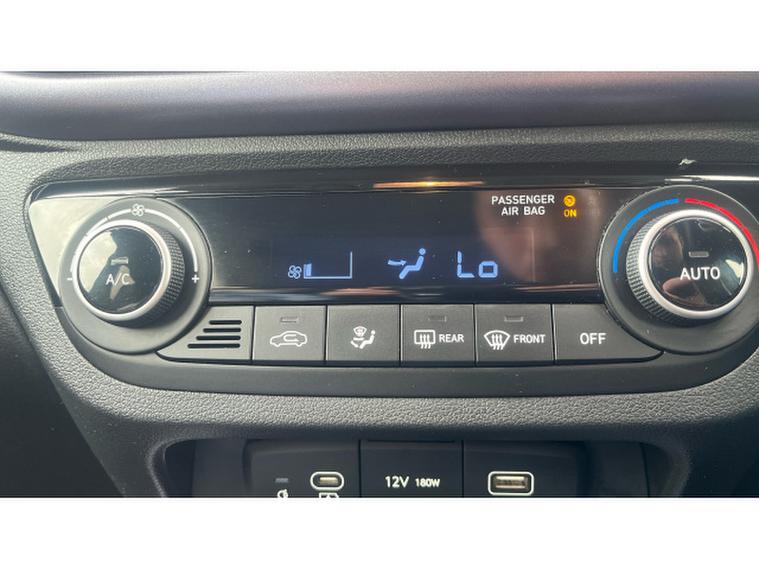 PASSENGER
AIR BAG ON
A/C
- +
Lo
AUTO
REAR
FRONT
OFF
12V 180W